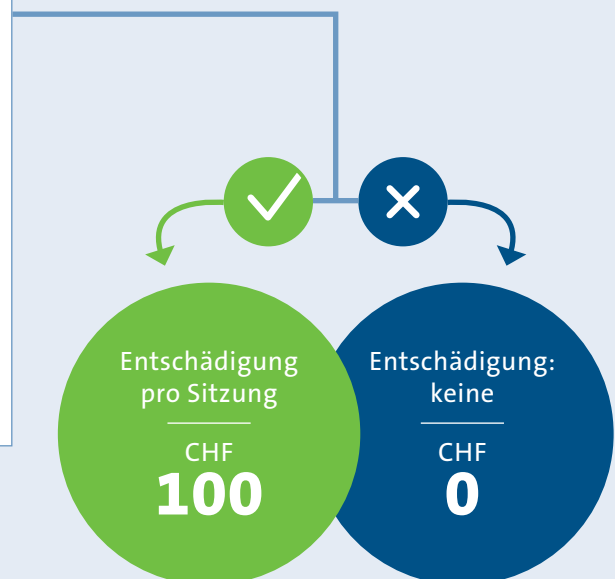 Entschädigung
pro Sitzung
CHF
100
Entschädigung:
keine
CHF
0